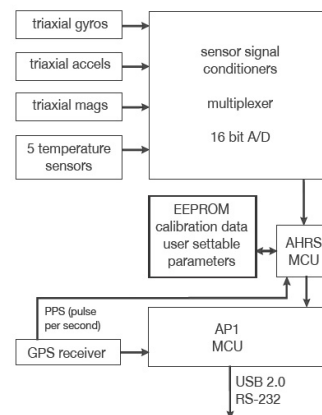 triaxial gyros
triaxial accels
triaxial mags
5 temperature
sensors
sensor signal
conditioners
multiplexer
16 bit A/D
EEPROM
calibration data
user settable
parameters
AHRS
MCU
PPS (pulse
per second)
GPS receiver
AP1
MCU
USB 2.0
RS-232